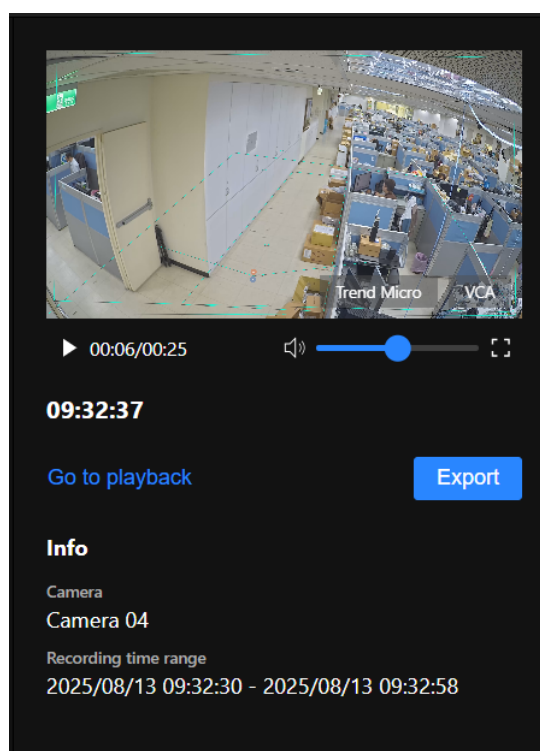 Trend Micro VCA
00:06/00:25
09:32:37
Go to playback Export
Info
Camera
Camera 04
Recording time range
2025/08/13 09:32:30 - 2025/08/13 09:32:58